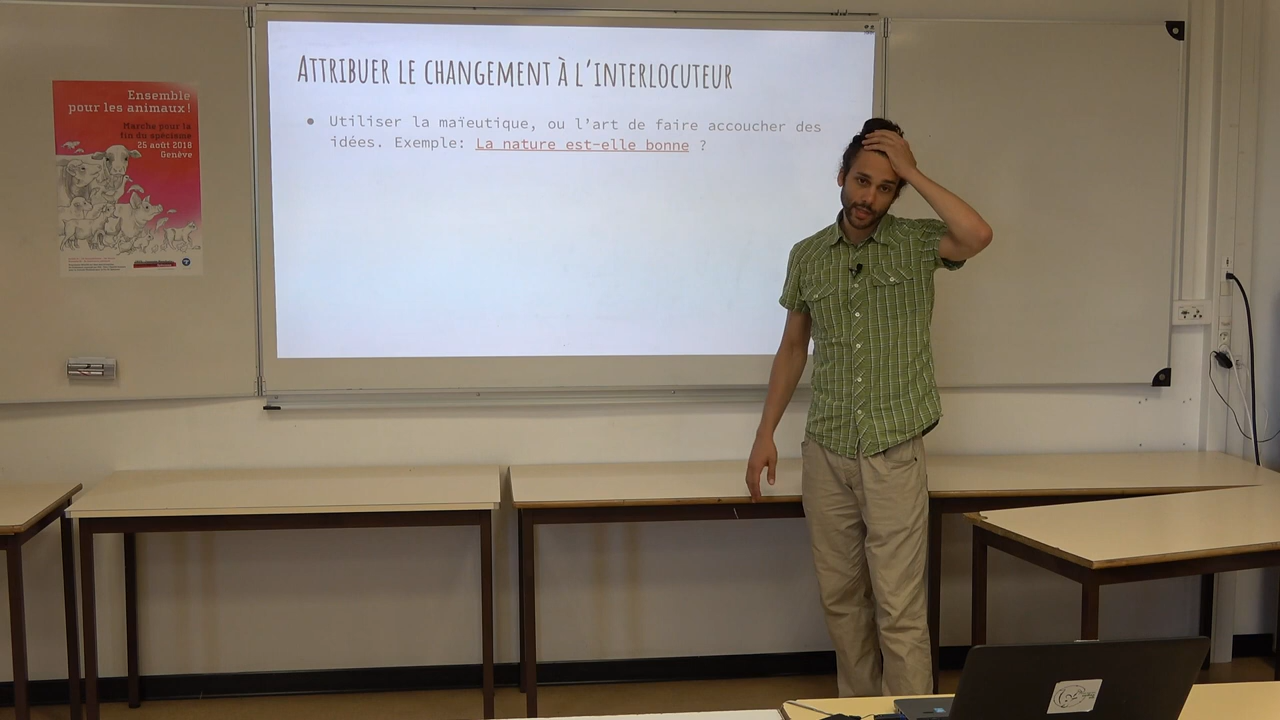 Ensemble
pour les animaux!
Marche pour la
fin du spécisme
25 août 2018
Genève
ATTRIBUER LE CHANGEMENT À L'INTERLOCUTEUR
● Utiliser la maïeutique, ou l'art de faire accoucher des
idées. Exemple: La nature est-elle bonne ?